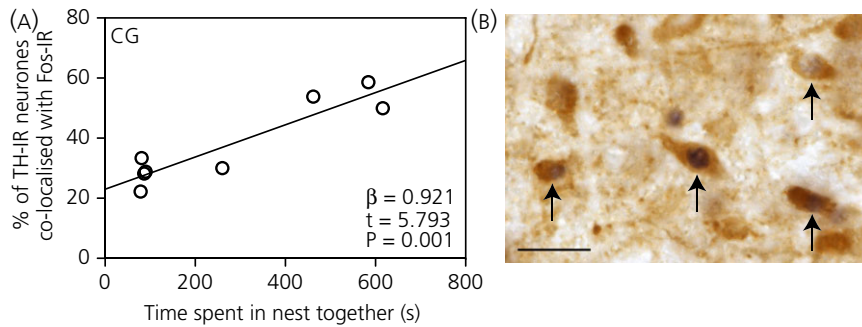 (A)
CG
80
60
40
20
0
% of TH-IR neurones
co-localised with Fos-IR
β = 0.921
t = 5.793
P = 0.001
0 200 400 600 800
Time spent in nest together (s)
(B)